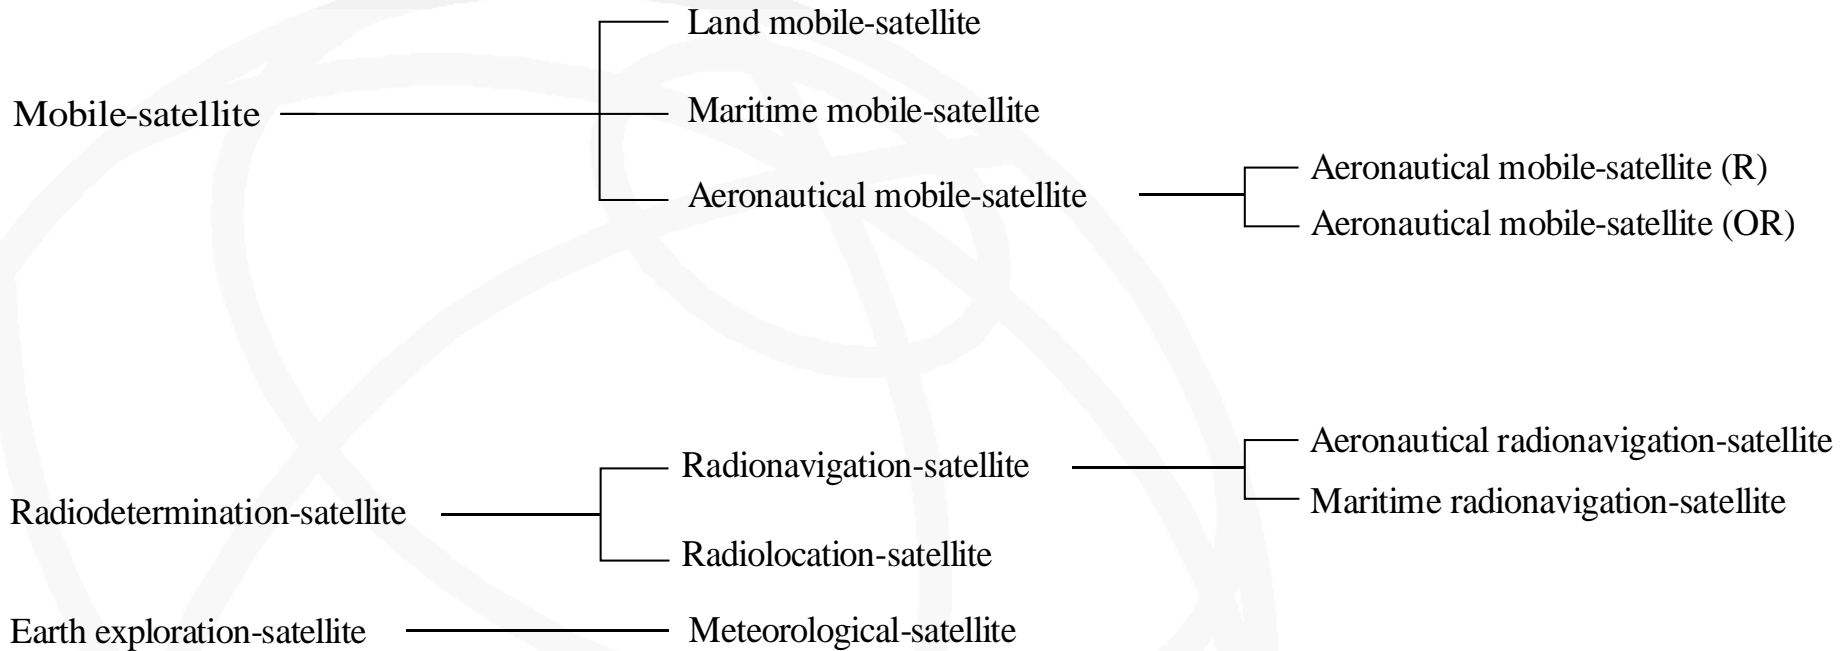 Land mobile-satellite
Mobile-satellite
Maritime mobile-satellite
Aeronautical mobile-satellite
Aeronautical mobile-satellite (R)
Aeronautical mobile-satellite (OR)
Radiodetermination-satellite
Radionavigation-satellite
Aeronautical radionavigation-satellite
Maritime radionavigation-satellite
Radiolocation-satellite
Earth exploration-satellite
Meteorological-satellite